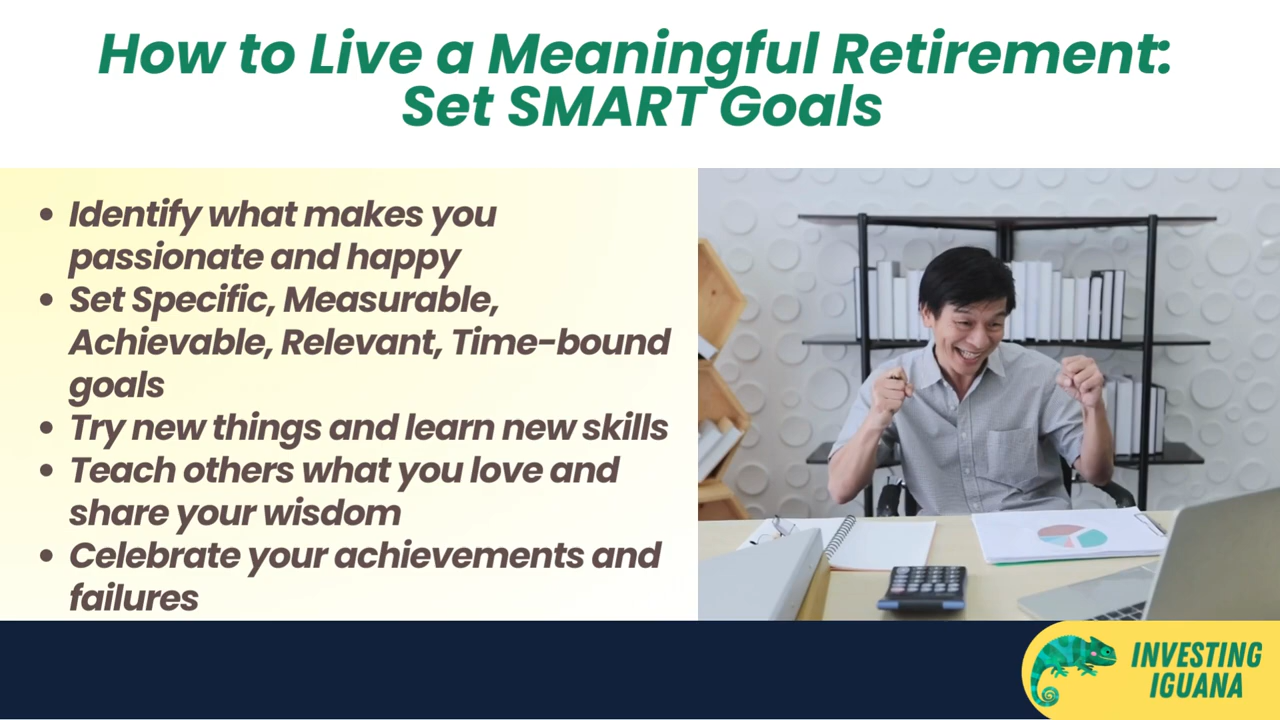 How to Live a Meaningful Retirement:
Set SMART Goals
• Identify what makes you
passionate and happy
• Set Specific, Measurable,
Achievable, Relevant, Time-bound
goals
• Try new things and learn new skills
• Teach others what you love and
share your wisdom
• Celebrate your achievements and
failures
INVESTING
IGUANA